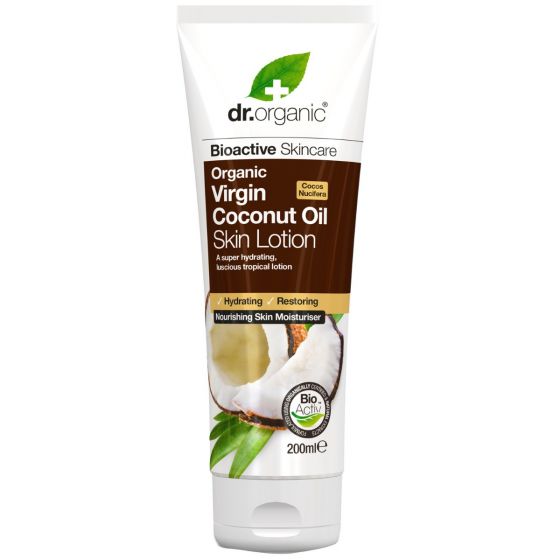 dr.organic®
Bioactive Skincare
Organic
Virgin
Coconut Oil
Skin Lotion
Cocos
Nucifera
A super hydrating,
luscious tropical lotion
✓Hydrating ✓Restoring
Nourishing Skin Moisturiser
Bio
Activ
200ml℮